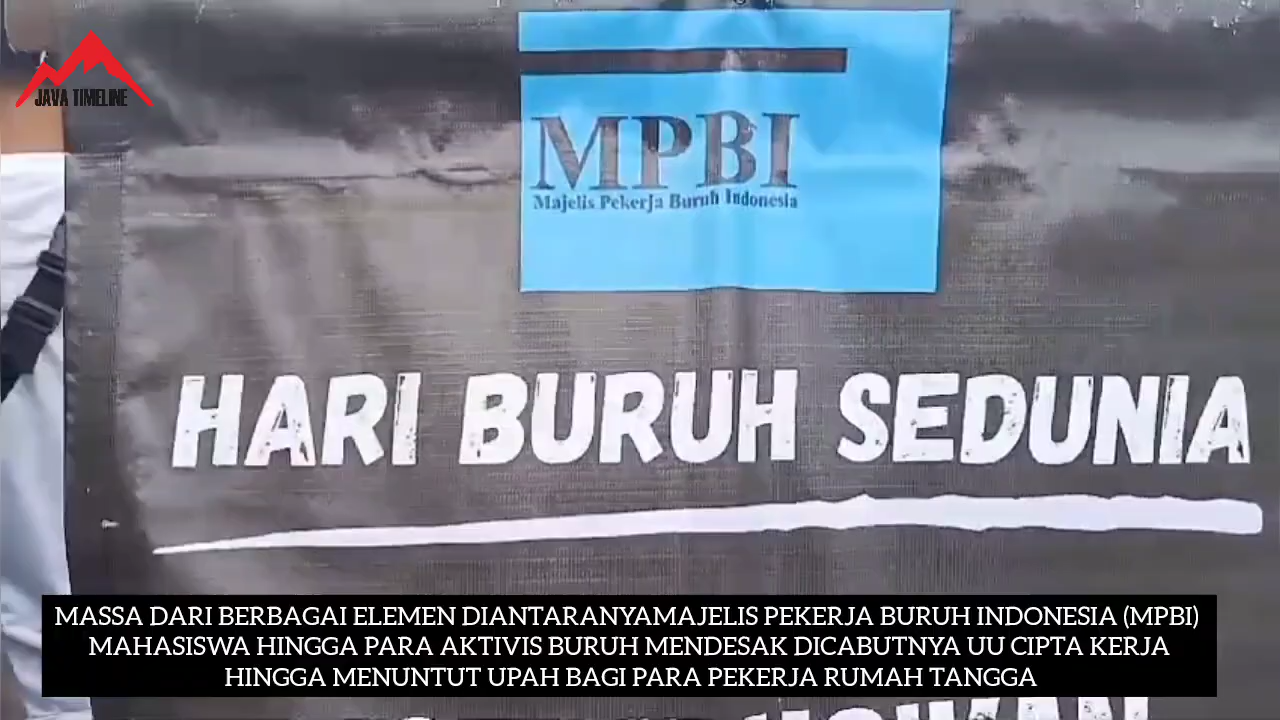 JAVA TIMELINE
MPBI
Majelis Pekerja Buruh Indonesia
HARI BURUH SEDUNIA
MASSA DARI BERBAGAI ELEMEN DIANTARANYAMAJELIS PEKERJA BURUH INDONESIA (MPBI)
MAHASISWA HINGGA PARA AKTIVIS BURUH MENDESAK DICABUTNYA UU CIPTA KERJA
HINGGA MENUNTUT UPAH BAGI PARA PEKERJA RUMAH TANGGA